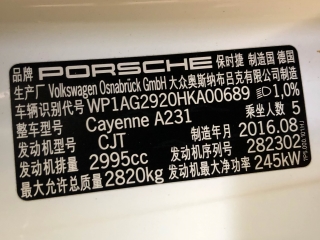 品牌 PORSCHE 保时捷 制造国 德国
生产厂 Volkswagen Osnabrück GmbH 大众奥斯纳布吕克有限公司
车辆识别代号 WP1AG2920HKA00689 1,0%
整车型号 Cayenne A231 乘坐人数 5
发动机型号 CJT 制造年月 2016.08
发动机排量 2995cc 发动机序列号 282302
最大允许总质量 2820kg 发动机最大净功率 245kW